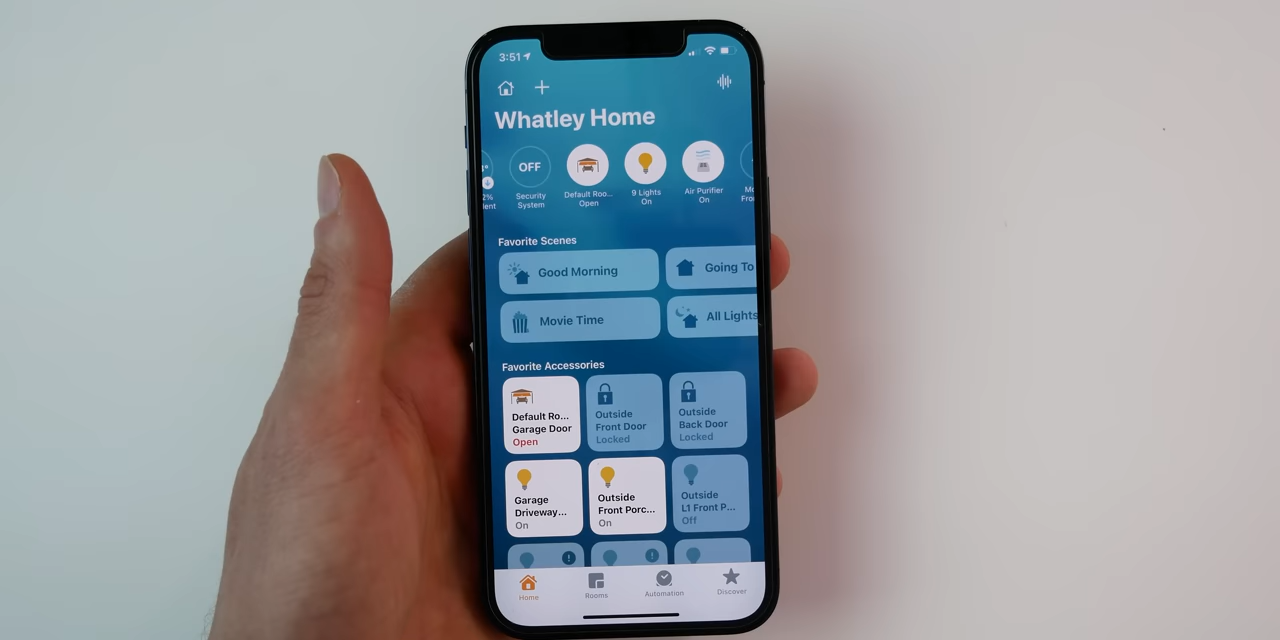 3:51
Whatley Home
2%
OFF
Security
System
Default Roo...
Open
9 Lights
On
Air Purifier
On
Favorite Scenes
Good Morning
Going To
Movie Time
All Lights
Favorite Accessories
Default Ro...
Garage Door
Open
Outside
Front Door
Locked
Outside
Back Door
Locked
Garage
Driveway...
On
Outside
Front Porc...
On
Outside
L1 Front P...
Off
Home
Rooms
Automation
Discover